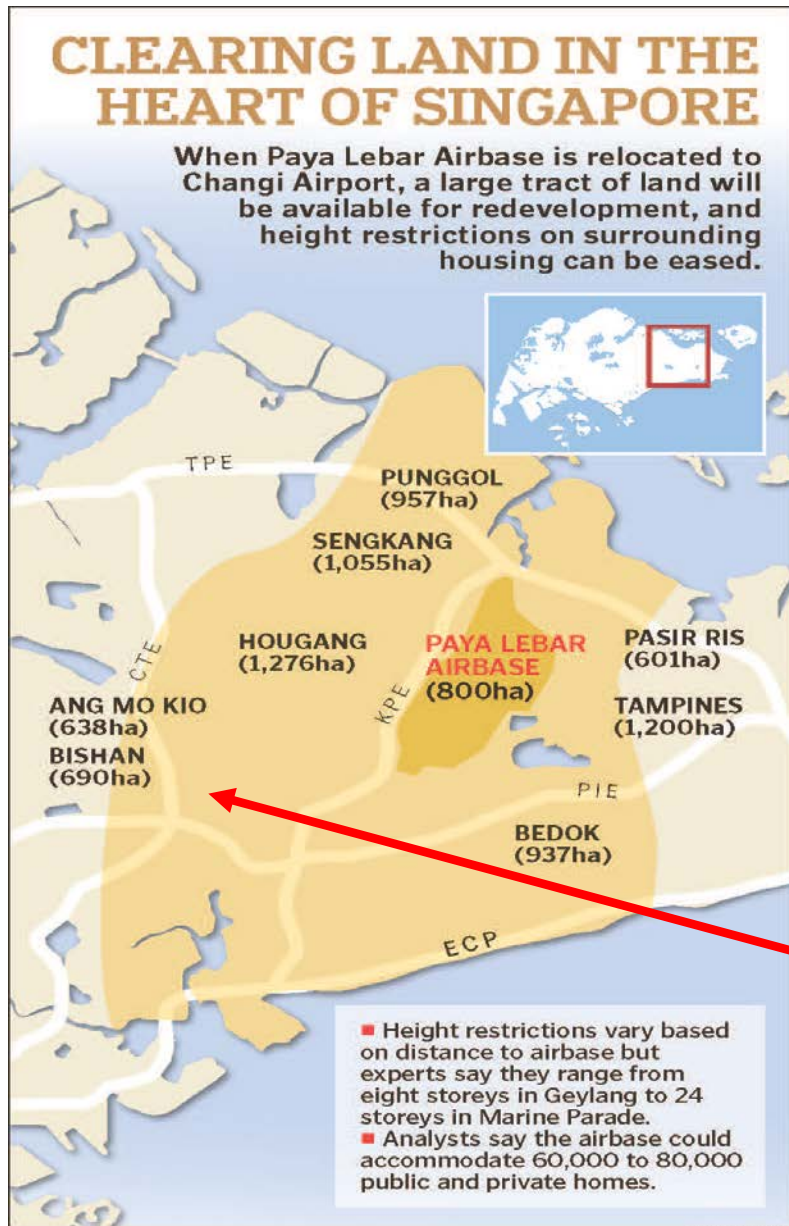 CLEARING LAND IN THE
HEART OF SINGAPORE
When Paya Lebar Airbase is relocated to
Changi Airport, a large tract of land will
be available for redevelopment, and
height restrictions on surrounding
housing can be eased.
TPE
PUNGGOL
(957ha)
SENGKANG
(1,055ha)
HOUGANG
(1,276ha)
PAYA LEBAR
AIRBASE
(800ha)
PASIR RIS
(601ha)
CTE
KPE
ANG MO KIO
(638ha)
TAMPINES
(1,200ha)
BISHAN
(690ha)
PIE
BEDOK
(937ha)
ECP
■ Height restrictions vary based
on distance to airbase but
experts say they range from
eight storeys in Geylang to 24
storeys in Marine Parade.
■ Analysts say the airbase could
accommodate 60,000 to 80,000
public and private homes.